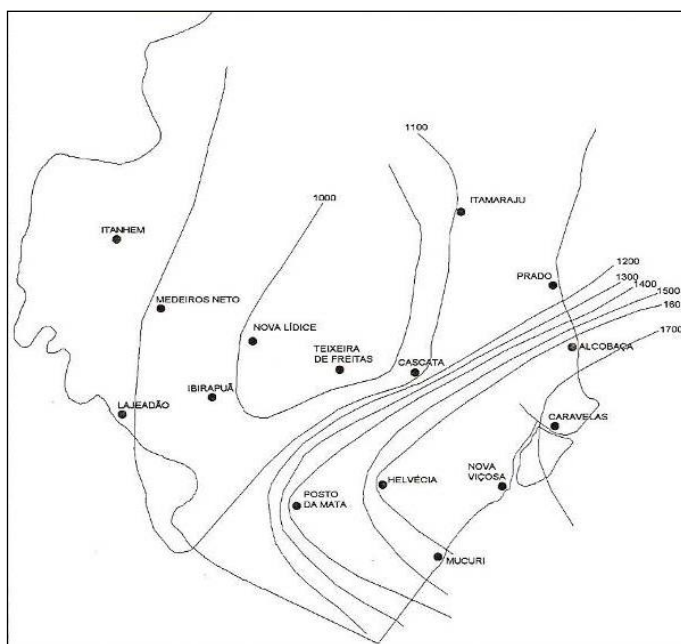 1100
ITAMARAJU
1000
ITANHEM
1200
1300
PRADO
1400
1500
MEDEIROS NETO
160
1700
NOVA LÍDICE
TEIXEIRA
DE FREITAS
CASCATA
ALCOBAÇA
IBIRAPUÃ
LAJEADÃO
CARAVELAS
HELVÉCIA
NOVA
VIÇOSA
POSTO
DA MATA
MUCURI